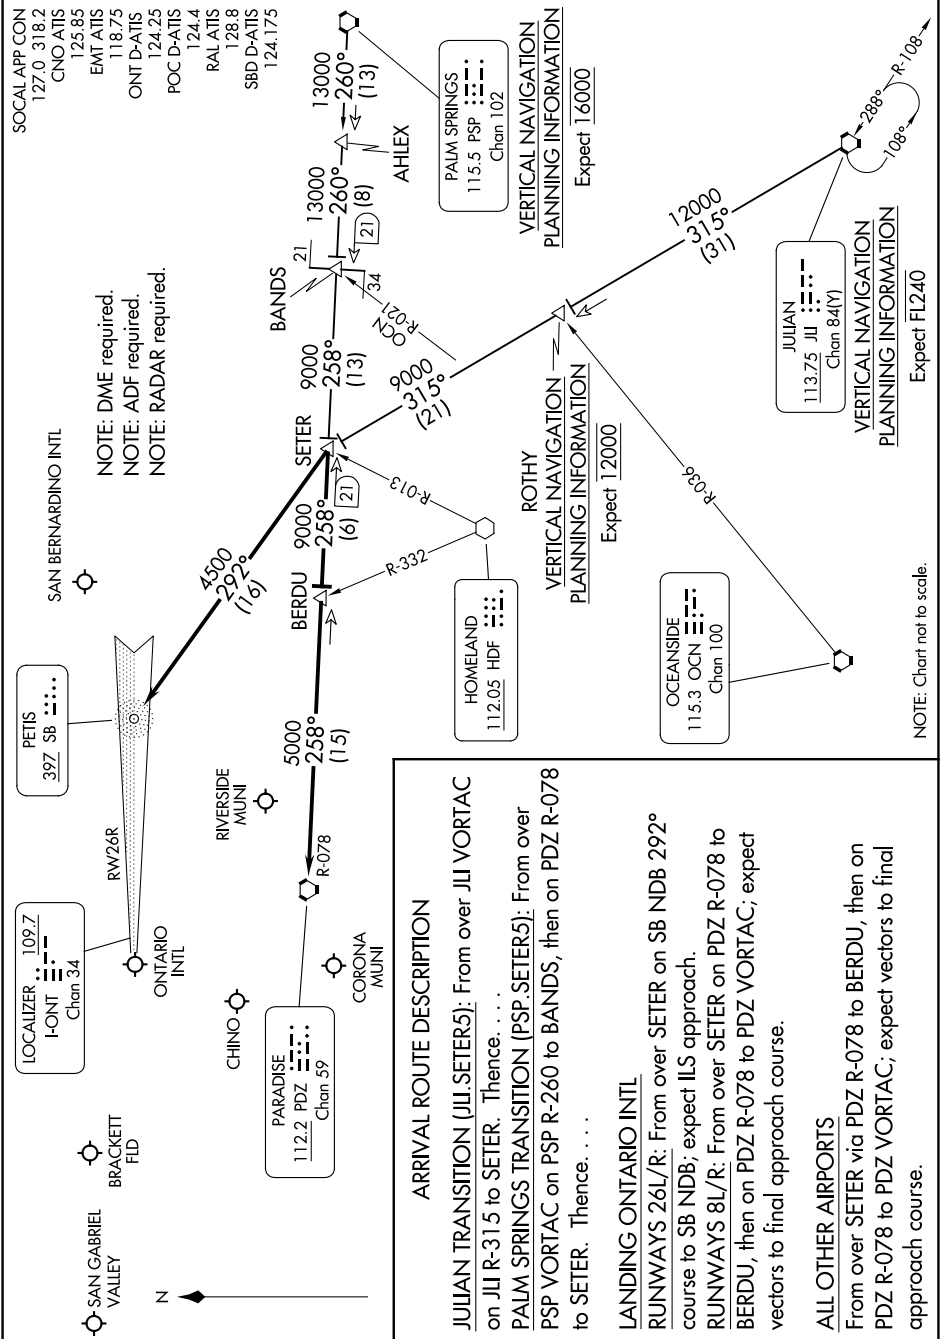 SOCAL APP CON
127.0 318.2
CNO ATIS
125.85
EMT ATIS
118.75
ONT D-ATIS
124.25
POC D-ATIS
124.4
RAL ATIS
128.8
SBD D-ATIS
124.175
NOTE: DME required.
NOTE: ADF required.
NOTE: RADAR required.
SAN BERNARDINO INTL
PETIS
397 SB
LOCALIZER 109.7
I-ONT
Chan 34
RW26R
ONTARIO
INTL
BRACKETT
FLD
SAN GABRIEL
VALLEY
N
CHINO
RIVERSIDE
MUNI
CORONA
MUNI
PARADISE
112.2 PDZ
Chan 59
R-078
5000
258°
(15)
BERDU
9000
258°
(6)
21
SETER
4500
292°
(16)
9000
258°
(13)
BANDS
21
34
21
13000
260°
(8)
AHLEX
13000
260°
(13)
PALM SPRINGS
115.5 PSP
Chan 102
VERTICAL NAVIGATION
PLANNING INFORMATION
Expect 16000
OCN
R-021
R-013
R-332
HOMELAND
112.05 HDF
9000
315°
(21)
ROTHY
VERTICAL NAVIGATION
PLANNING INFORMATION
Expect 12000
12000
315°
(31)
R-036
OCEANSIDE
115.3 OCN
Chan 100
288°
R-108
108°
JULIAN
113.75 JLI
Chan 84(Y)
VERTICAL NAVIGATION
PLANNING INFORMATION
Expect FL240
NOTE: Chart not to scale.
ARRIVAL ROUTE DESCRIPTION
JULIAN TRANSITION (JLI.SETER5): From over JLI VORTAC
on JLI R-315 to SETER. Thence. . . .
PALM SPRINGS TRANSITION (PSP.SETER5): From over
PSP VORTAC on PSP R-260 to BANDS, then on PDZ R-078
to SETER. Thence. . . .
LANDING ONTARIO INTL
RUNWAYS 26L/R: From over SETER on SB NDB 292°
course to SB NDB; expect ILS approach.
RUNWAYS 8L/R: From over SETER on PDZ R-078 to
BERDU, then on PDZ R-078 to PDZ VORTAC; expect
vectors to final approach course.
ALL OTHER AIRPORTS
From over SETER via PDZ R-078 to BERDU, then on
PDZ R-078 to PDZ VORTAC; expect vectors to final
approach course.